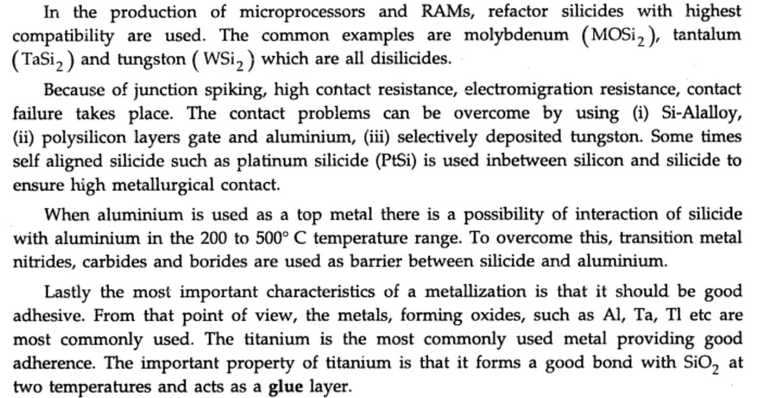 In the production of microprocessors and RAMs, refactor silicides with highest
compatibility are used. The common examples are molybdenum (MOSi₂), tantalum
(TaSi₂) and tungston (WSi₂) which are all disilicides.
Because of junction spiking, high contact resistance, electromigration resistance, contact
failure takes place. The contact problems can be overcome by using (i) Si-Alalloy,
(ii) polysilicon layers gate and aluminium, (iii) selectively deposited tungston. Some times
self aligned silicide such as platinum silicide (PtSi) is used inbetween silicon and silicide to
ensure high metallurgical contact.
When aluminium is used as a top metal there is a possibility of interaction of silicide
with aluminium in the 200 to 500° C temperature range. To overcome this, transition metal
nitrides, carbides and borides are used as barrier between silicide and aluminium.
Lastly the most important characteristics of a metallization is that it should be good
adhesive. From that point of view, the metals, forming oxides, such as Al, Ta, Tl etc are
most commonly used. The titanium is the most commonly used metal providing good
adherence. The important property of titanium is that it forms a good bond with SiO₂ at
two temperatures and acts as a glue layer.